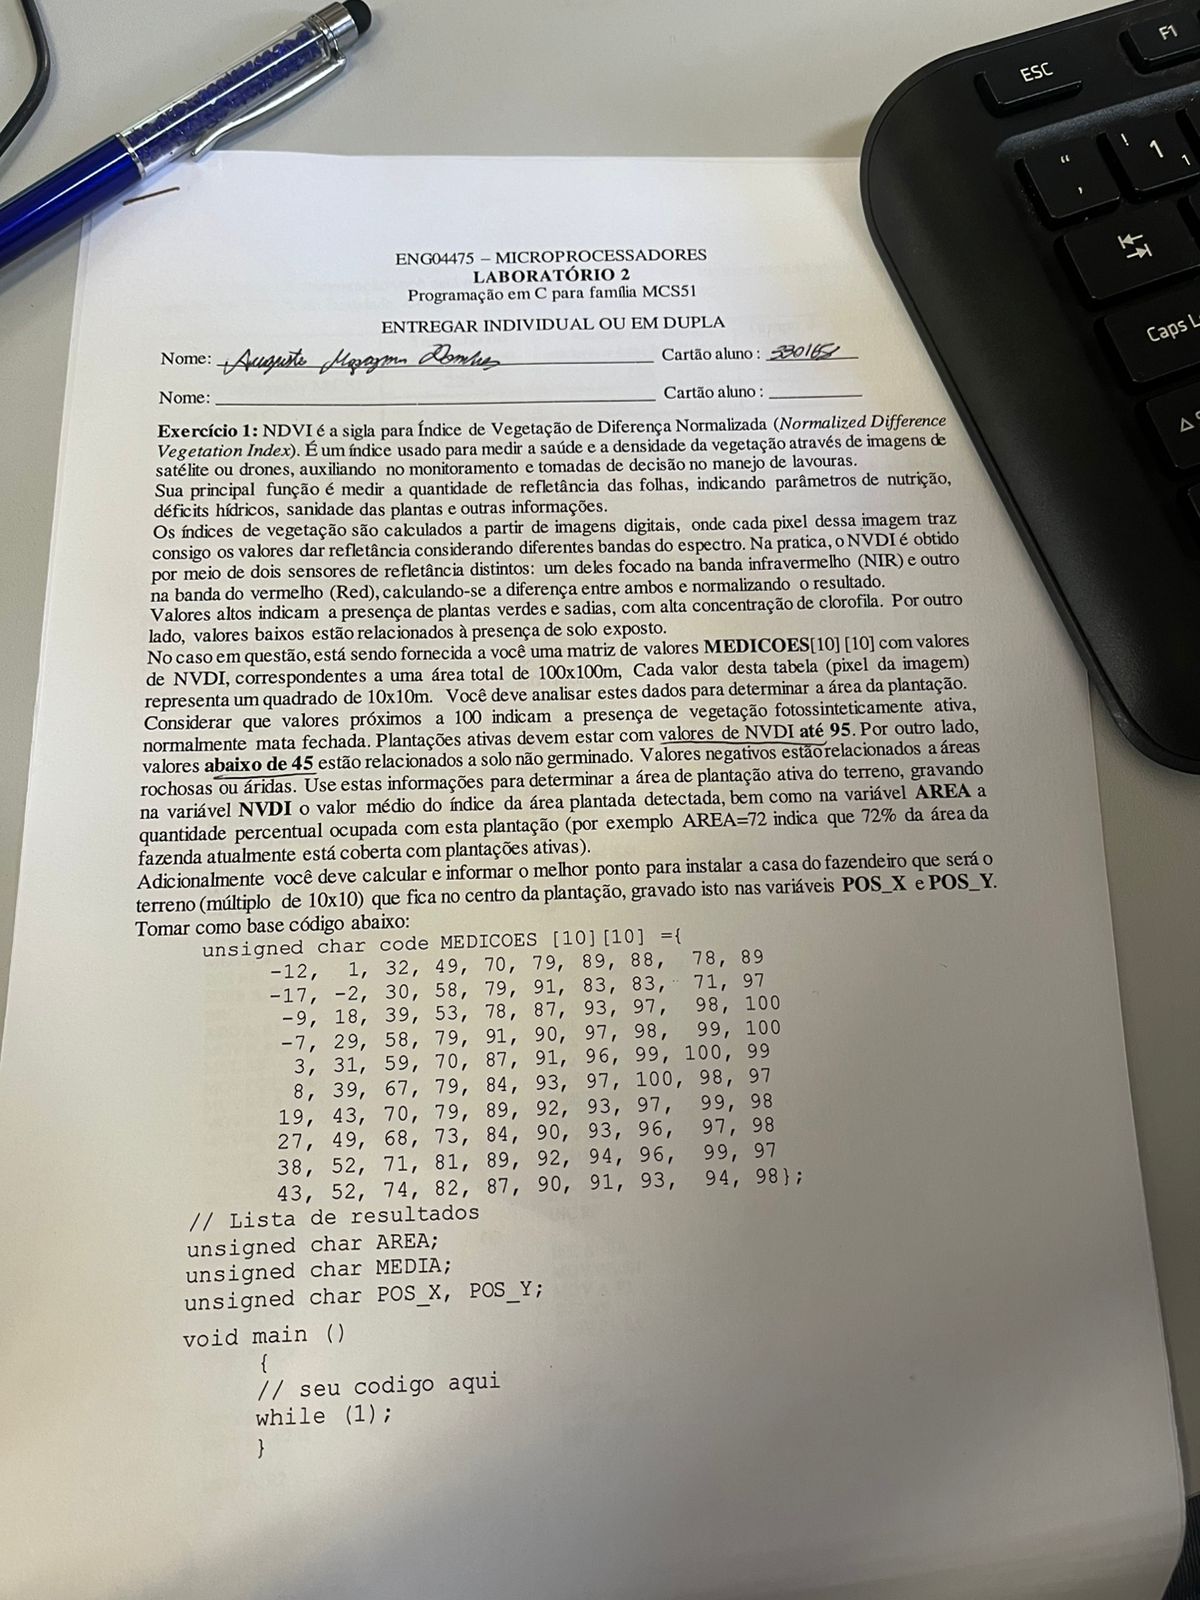 ESC
F1
“ ,
! 1 1
Caps L
ENG04475 – MICROPROCESSADORES
LABORATÓRIO 2
Programação em C para família MCS51
ENTREGAR INDIVIDUAL OU EM DUPLA
Nome: Augusto Cartão aluno :
Nome: Cartão aluno :
Exercício 1: NDVI é a sigla para Índice de Vegetação de Diferença Normalizada (Normalized Difference
Vegetation Index). É um índice usado para medir a saúde e a densidade da vegetação através de imagens de
satélite ou drones, auxiliando no monitoramento e tomadas de decisão no manejo de lavouras.
Sua principal função é medir a quantidade de refletância das folhas, indicando parâmetros de nutrição,
déficits hídricos, sanidade das plantas e outras informações.
Os índices de vegetação são calculados a partir de imagens digitais, onde cada pixel dessa imagem traz
consigo os valores dar refletância considerando diferentes bandas do espectro. Na pratica, o NVDI é obtido
por meio de dois sensores de refletância distintos: um deles focado na banda infravermelho (NIR) e outro
na banda do vermelho (Red), calculando-se a diferença entre ambos e normalizando o resultado.
Valores altos indicam a presença de plantas verdes e sadias, com alta concentração de clorofila. Por outro
lado, valores baixos estão relacionados à presença de solo exposto.
No caso em questão, está sendo fornecida a você uma matriz de valores MEDICOES[10] [10] com valores
de NVDI, correspondentes a uma área total de 100x100m, Cada valor desta tabela (pixel da imagem)
representa um quadrado de 10x10m. Você deve analisar estes dados para determinar a área da plantação.
Considerar que valores próximos a 100 indicam a presença de vegetação fotossinteticamente ativa,
normalmente mata fechada. Plantações ativas devem estar com valores de NVDI até 95. Por outro lado,
valores abaixo de 45 estão relacionados a solo não germinado. Valores negativos estão relacionados a áreas
rochosas ou áridas. Use estas informações para determinar a área de plantação ativa do terreno, gravando
na variável NVDI o valor médio do índice da área plantada detectada, bem como na variável AREA a
quantidade percentual ocupada com esta plantação (por exemplo AREA=72 indica que 72% da área da
fazenda atualmente está coberta com plantações ativas).
Adicionalmente você deve calcular e informar o melhor ponto para instalar a casa do fazendeiro que será o
terreno (múltiplo de 10x10) que fica no centro da plantação, gravado isto nas variáveis POS_X e POS_Y.
Tomar como base código abaixo:
unsigned char code MEDICOES [10][10] ={
-12, 1, 32, 49, 70, 79, 89, 88, 78, 89
-17, -2, 30, 58, 79, 91, 83, 83, 71, 97
-9, 18, 39, 53, 78, 87, 93, 97, 98, 100
-7, 29, 58, 79, 91, 90, 97, 98, 99, 100
3, 31, 59, 70, 87, 91, 96, 99, 100, 99
8, 39, 67, 79, 84, 93, 97, 100, 98, 97
19, 43, 70, 79, 89, 92, 93, 97, 99, 98
27, 49, 68, 73, 84, 90, 93, 96, 97, 98
38, 52, 71, 81, 89, 92, 94, 96, 99, 97
43, 52, 74, 82, 87, 90, 91, 93, 94, 98};
// Lista de resultados
unsigned char AREA;
unsigned char MEDIA;
unsigned char POS_X, POS_Y;
void main ()
{
// seu codigo aqui
while (1);
}